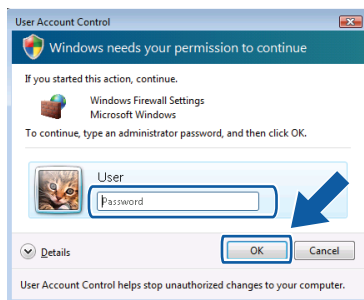 User Account Control
Windows needs your permission to continue
If you started this action, continue.
Windows Firewall Settings
Microsoft Windows
To continue, type an administrator password, and then click OK.
User
Password
Details
OK
Cancel
User Account Control helps stop unauthorized changes to your computer.